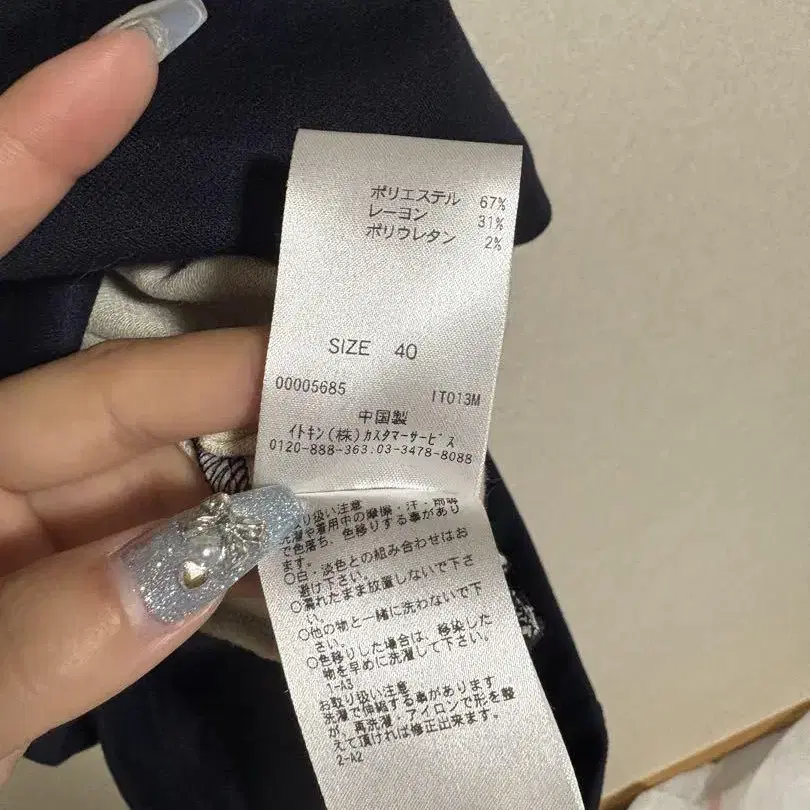 ポリエステル 67%
レーヨン 31%
ポリウレタン 2%
SIZE 40
00005685 IT013M
中国製
イトキン(株)カスタマーサービス
0120-888-363.03-3478-8088
り扱い注意
洗濯や着用中の摩擦・汗・雨等
で色落ち、色移りする事があり
ます。
○白・淡色との組み合わせはお
避け下さい。
○濡れたまま放置しないで下さ
い。
○他の物と一緒に洗わないで下
さい。
○色移りした場合は、移染した
物を早めに洗濯して下さい。
1-A3
お取り扱い注意
洗濯で伸縮する事があります
が、再洗濯・アイロンで形を整
えて頂ければ修正出来ます。
2-A2